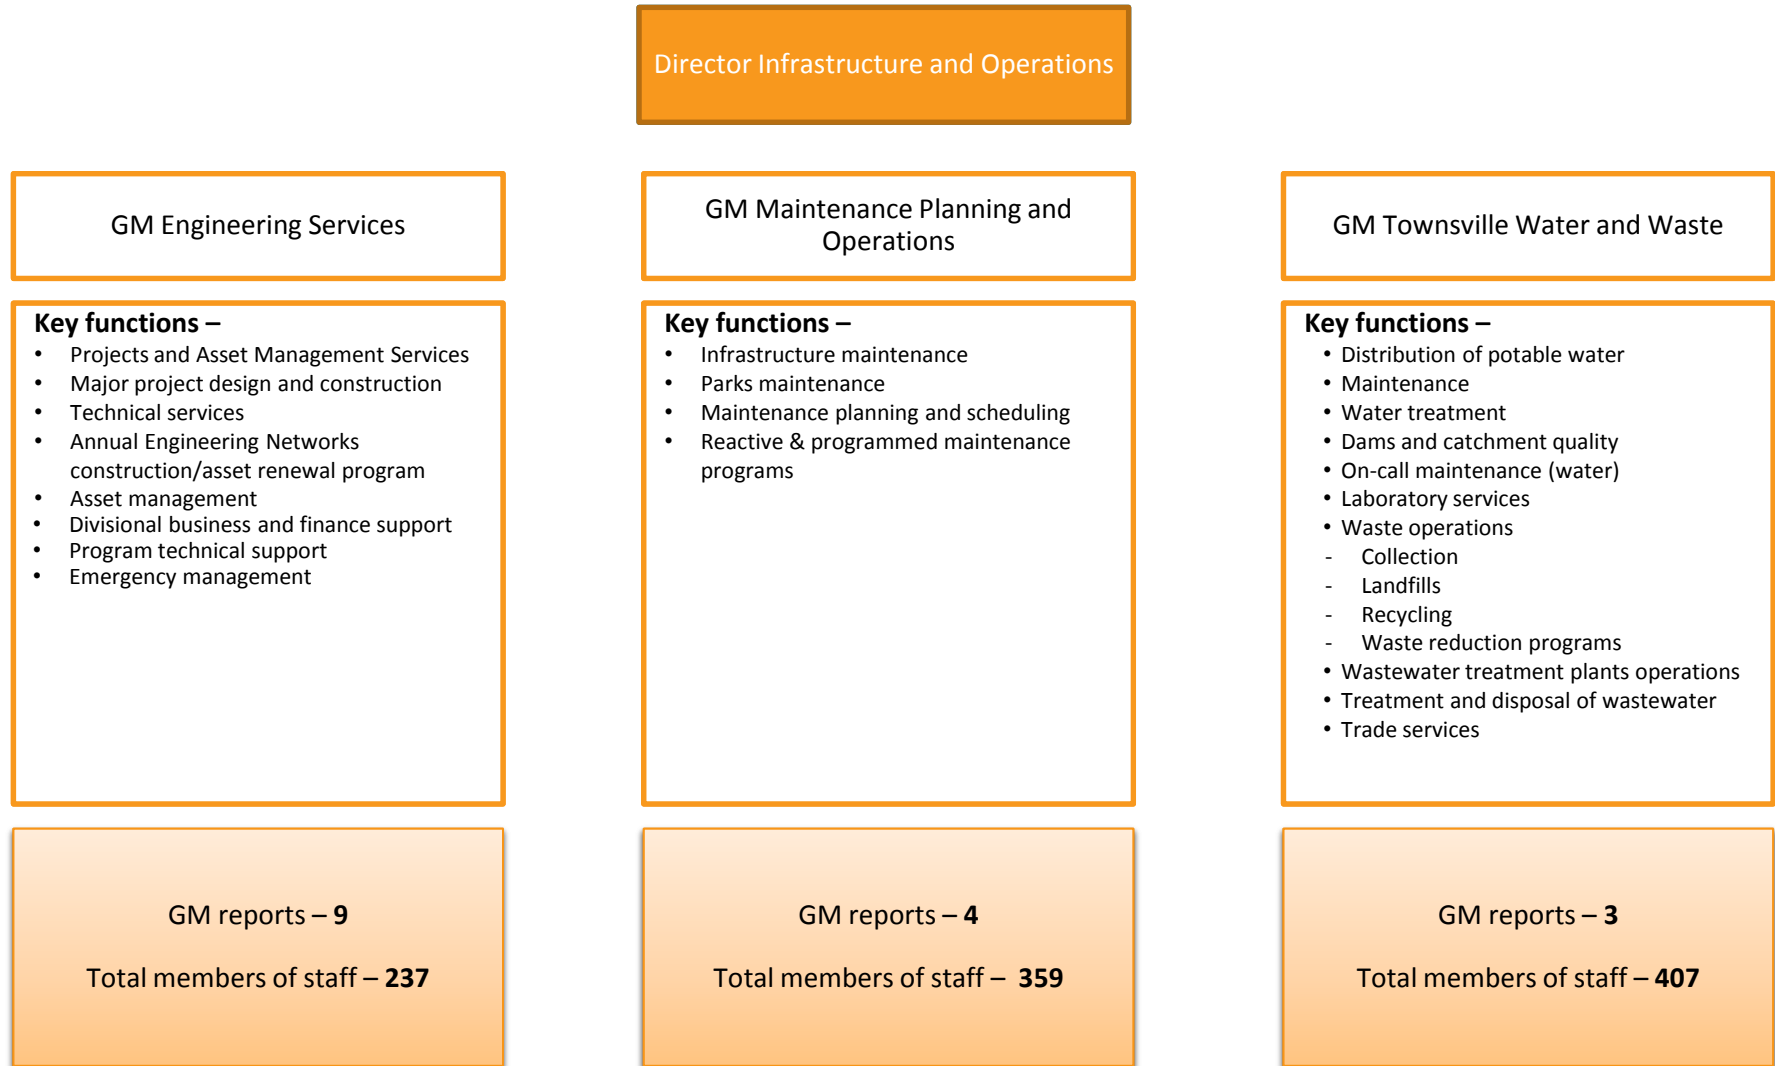 Director Infrastructure and Operations
GM Engineering Services
Key functions –
• Projects and Asset Management Services
• Major project design and construction
• Technical services
• Annual Engineering Networks
construction/asset renewal program
• Asset management
• Divisional business and finance support
• Program technical support
• Emergency management
GM reports – 9
Total members of staff – 237
GM Maintenance Planning and
Operations
Key functions –
• Infrastructure maintenance
• Parks maintenance
• Maintenance planning and scheduling
• Reactive & programmed maintenance
programs
GM reports – 4
Total members of staff – 359
GM Townsville Water and Waste
Key functions –
• Distribution of potable water
• Maintenance
• Water treatment
• Dams and catchment quality
• On-call maintenance (water)
• Laboratory services
• Waste operations
- Collection
- Landfills
- Recycling
- Waste reduction programs
• Wastewater treatment plants operations
• Treatment and disposal of wastewater
• Trade services
GM reports – 3
Total members of staff – 407